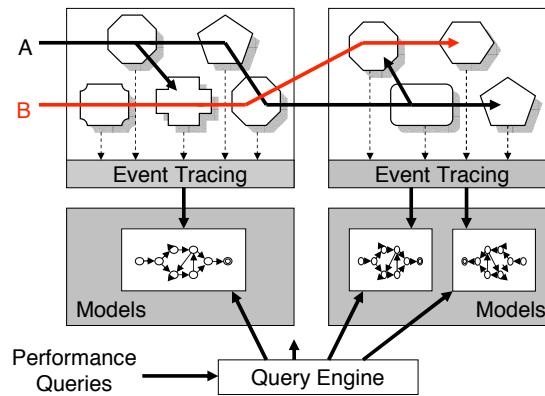 A
B
Event Tracing
Event Tracing
Models
Models
Performance
Queries
Query Engine